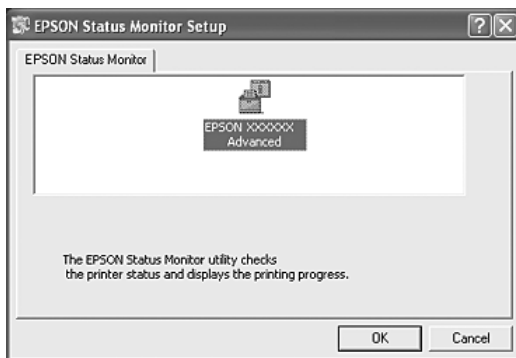 EPSON Status Monitor Setup
EPSON Status Monitor
EPSON XXXXXX
Advanced
The EPSON Status Monitor utility checks
the printer status and displays the printing progress.
OK
Cancel